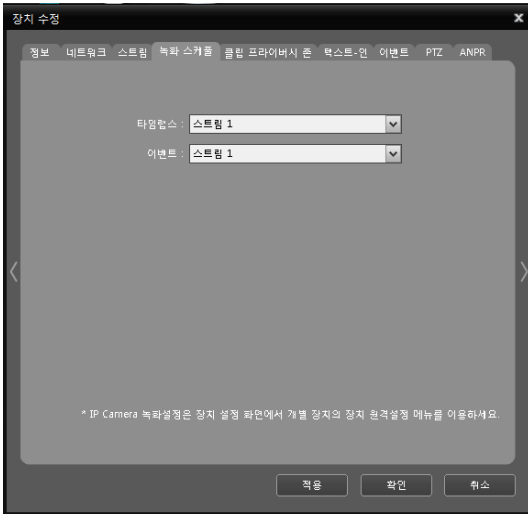 장치 수정 x
정보 네트워크 스트림 녹화 스케줄 클립 프라이버시 존 텍스트-인 이벤트 PTZ ANPR
타임랩스 : 스트림 1
이벤트 : 스트림 1
* IP Camera 녹화설정은 장치 설정 화면에서 개별 장치의 장치 원격설정 메뉴를 이용하세요.
적용 확인 취소